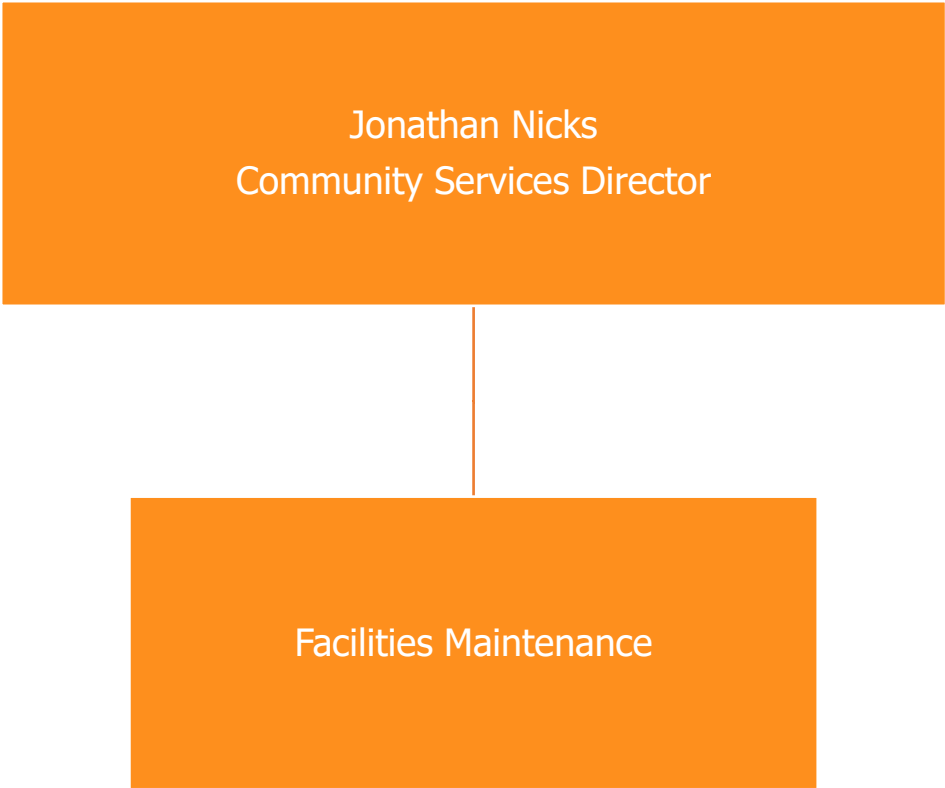 Jonathan Nicks
Community Services Director
Facilities Maintenance